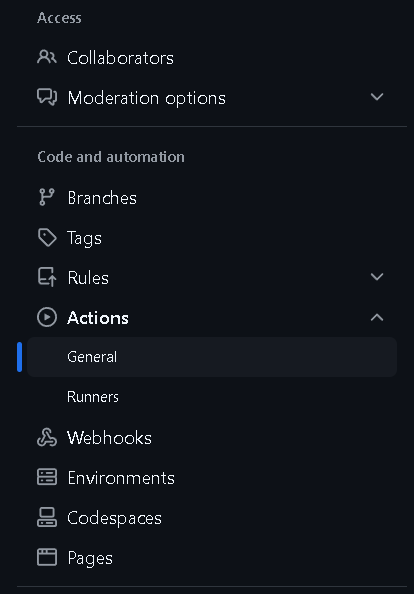 Access
Collaborators
Moderation options
Code and automation
Branches
Tags
Rules
Actions
General
Runners
Webhooks
Environments
Codespaces
Pages